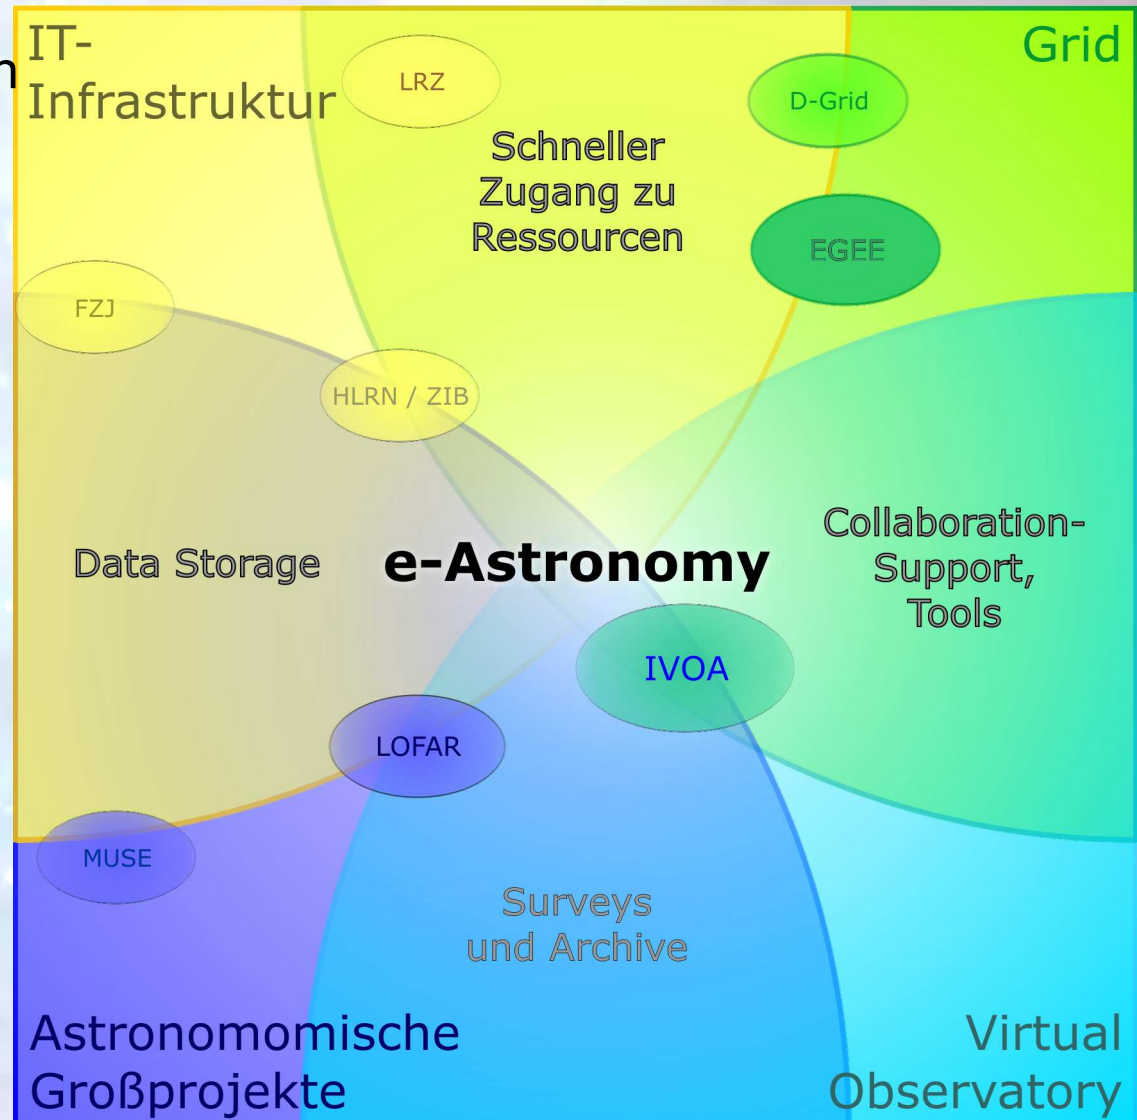 n
IT-
Infrastruktur
LRZ
Grid
D-Grid
Schneller
Zugang zu
Ressourcen
EGEE
FZJ
HLRN / ZIB
Data Storage
e-Astronomy
Collaboration-
Support,
Tools
IVOA
LOFAR
MUSE
Surveys
und Archive
Astronomomische
Großprojekte
Virtual
Observatory